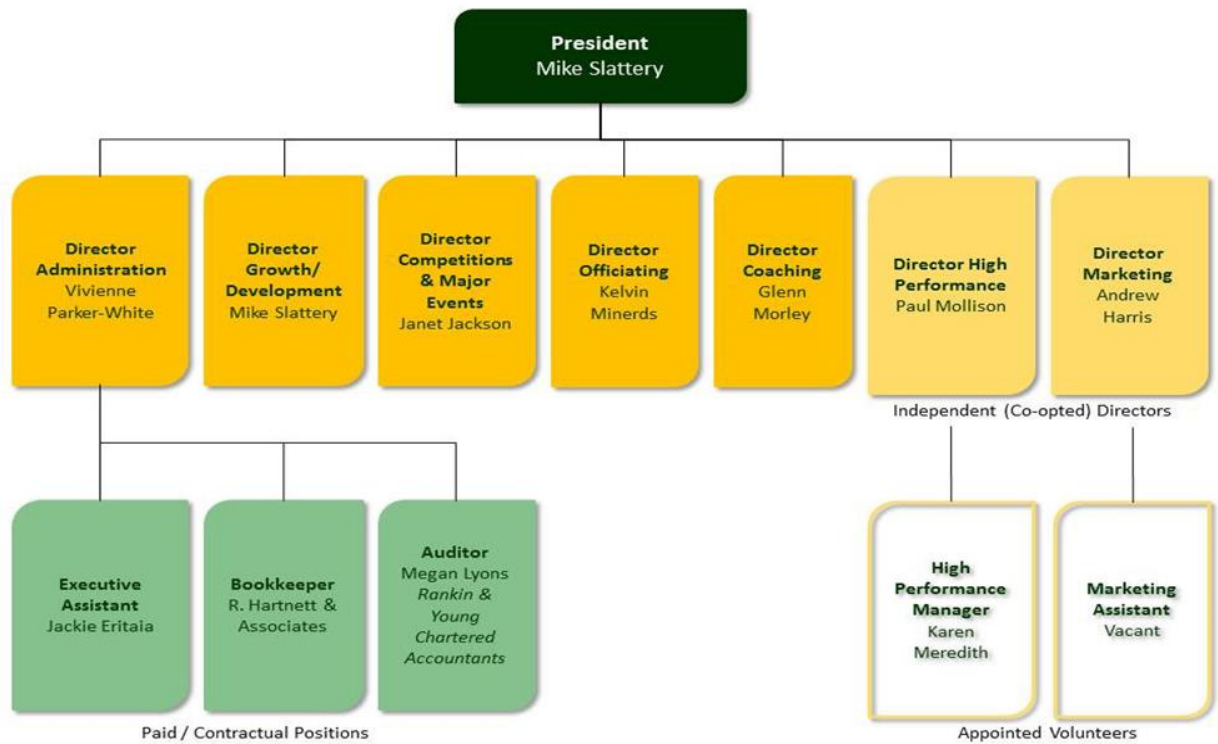 President
Mike Slattery
Director
Administration
Vivienne
Parker-White
Director
Growth/
Development
Mike Slattery
Director
Competitions
& Major
Events
Janet Jackson
Director
Officiating
Kelvin
Minerds
Director
Coaching
Glenn
Morley
Director High
Performance
Paul Mollison
Director
Marketing
Andrew
Harris
Independent (Co-opted) Directors
Executive
Assistant
Jackie Eritaia
Bookkeeper
R. Hartnett &
Associates
Auditor
Megan Lyons
Rankin &
Young
Chartered
Accountants
High
Performance
Manager
Karen
Meredith
Marketing
Assistant
Vacant
Paid / Contractual Positions
Appointed Volunteers